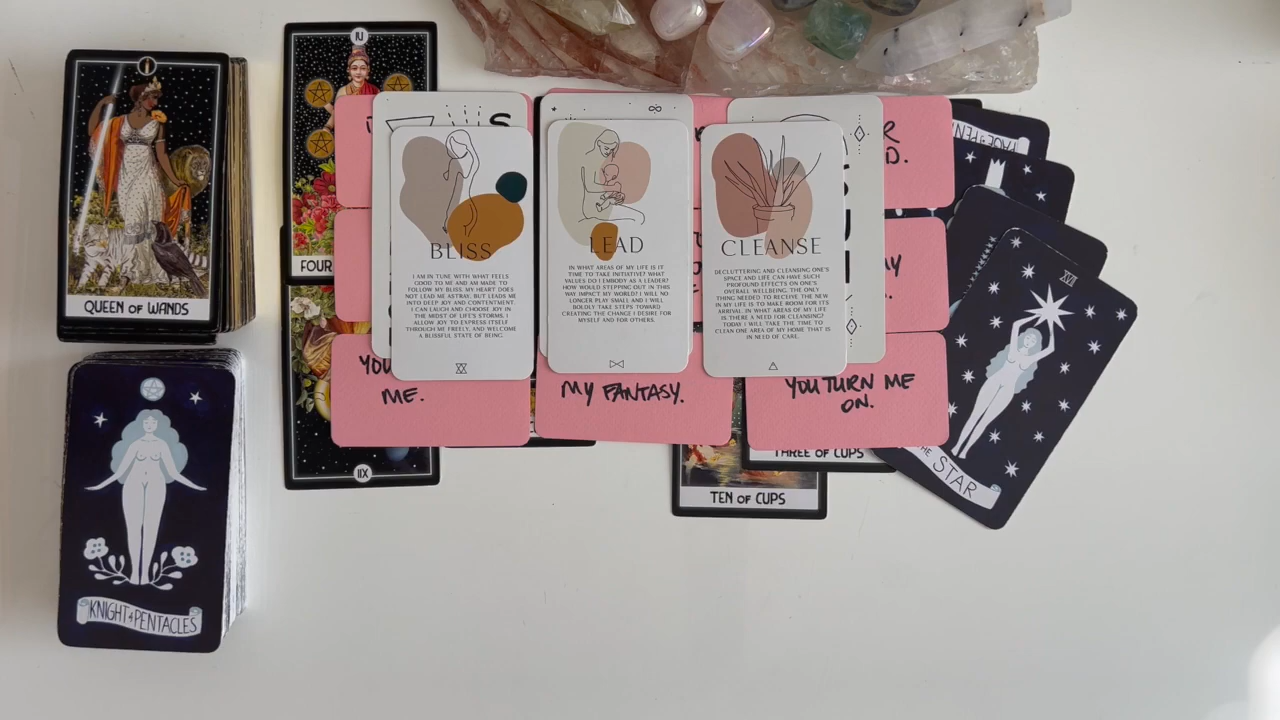 QUEEN OF WANDS
KNIGHT of PENTACLES
FOUR
XII
BLISS
I AM IN TUNE WITH WHAT FEELS
GOOD TO ME AND AM MADE TO
FOLLOW MY BLISS. MY HEART DOES
NOT LEAD ME ASTRAY, BUT LEADS ME
INTO DEEP JOY AND CONTENTMENT.
I CAN LAUGH AND CHOOSE JOY IN
THE MIDST OF LIFE'S STORMS. I
ALLOW JOY TO EXPRESS ITSELF
THROUGH ME FREELY, AND WELCOME
A BLISSFUL STATE OF BEING.
ME.
LEAD
IN WHAT AREAS OF MY LIFE IS IT
TIME TO TAKE INITIATIVE? WHAT
VALUES DO I EMBODY AS A LEADER?
HOW WOULD STEPPING OUT IN THIS
WAY IMPACT MY WORLD? I WILL NO
LONGER PLAY SMALL AND I WILL
BOLDLY TAKE STEPS TOWARD
CREATING THE CHANGE I DESIRE FOR
MYSELF AND FOR OTHERS.
MY FANTASY.
CLEANSE
DECLUTTERING AND CLEANSING ONE'S
SPACE AND LIFE CAN HAVE SUCH
PROFOUND EFFECTS ON ONE'S
OVERALL WELLBEING. THE ONLY
THING NEEDED TO RECEIVE THE NEW
IN MY LIFE IS TO MAKE ROOM FOR ITS
ARRIVAL. IN WHAT AREAS OF MY LIFE
IS THERE A NEED FOR CLEANSING?
TODAY I WILL TAKE THE TIME TO
CLEAN ONE AREA OF MY HOME THAT IS
IN NEED OF CARE.
YOU TURN ME
ON.
THREE OF CUPS
TEN OF CUPS
XVII
THE STAR